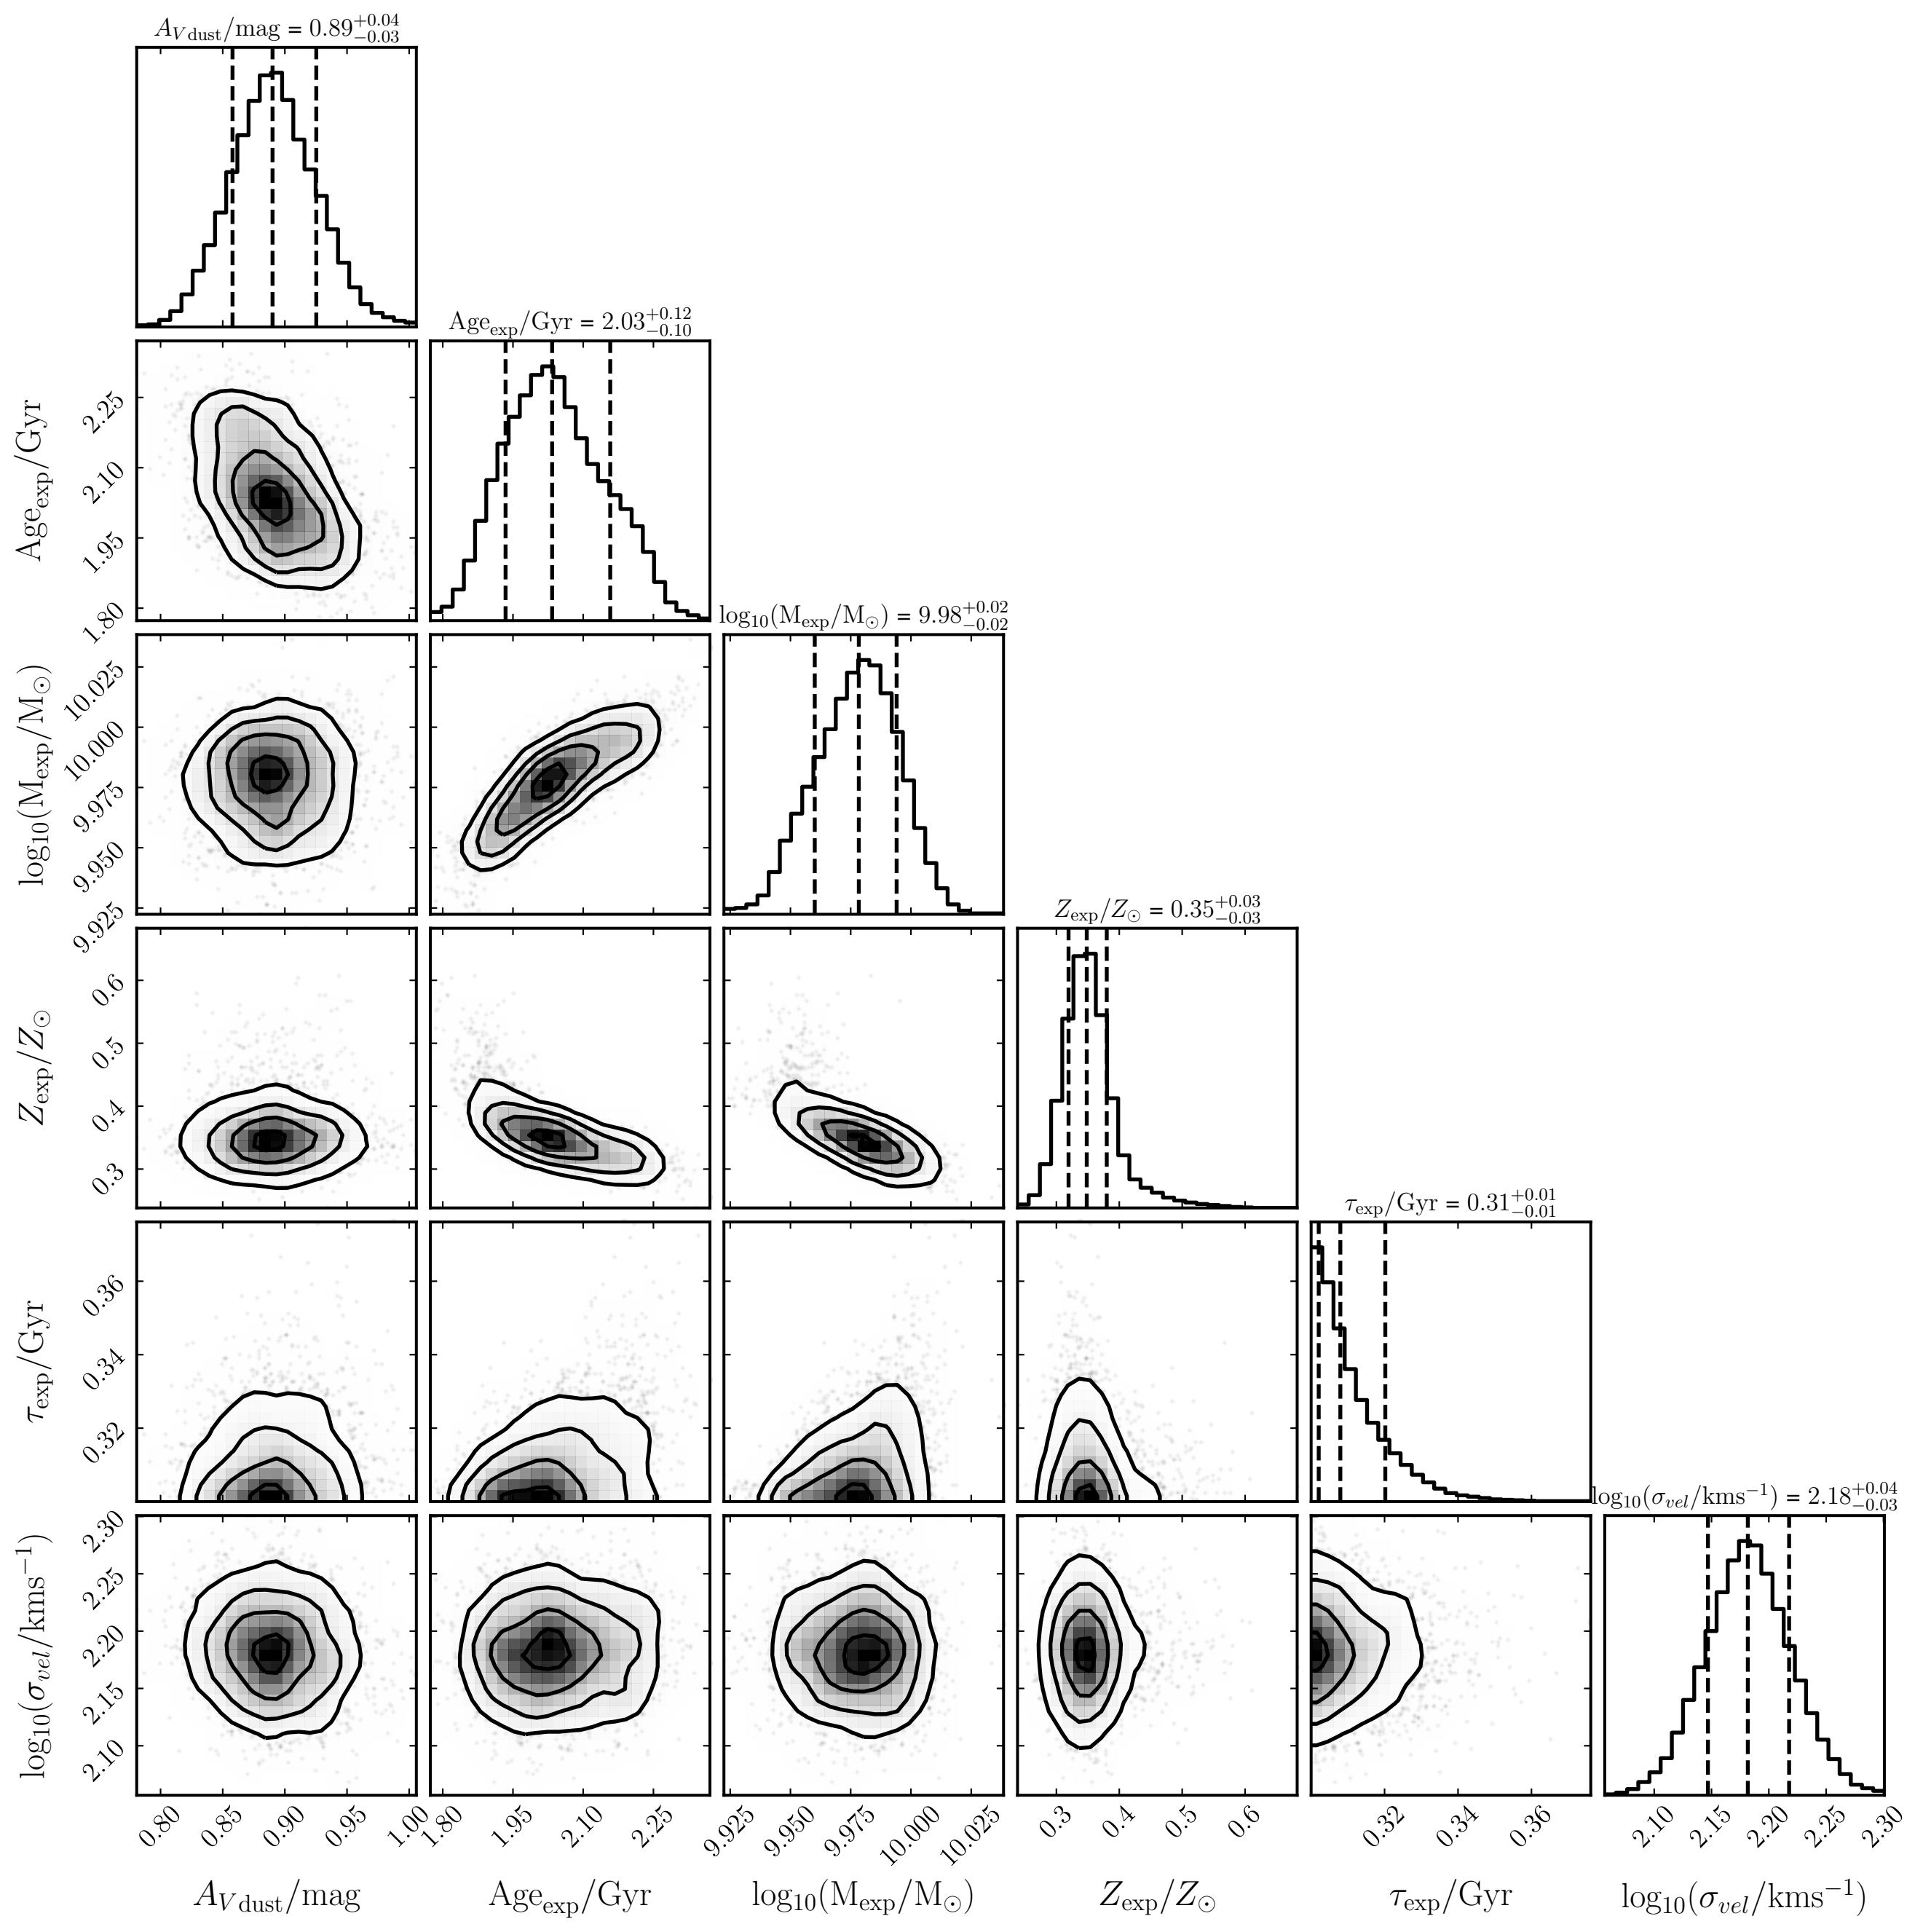 A_V dust/mag = 0.89 +0.04 −0.03
Age_exp/Gyr = 2.03 +0.12 −0.10
2.25
2.10
1.95
1.80
Age_exp/Gyr
log10(M_exp/M⊙) = 9.98 +0.02 −0.02
10.025
10.000
9.975
9.950
9.925
log10(M_exp/M⊙)
Z_exp/Z⊙ = 0.35 +0.03 −0.03
0.6
0.5
0.4
0.3
Z_exp/Z⊙
τ_exp/Gyr = 0.31 +0.01 −0.01
0.36
0.34
0.32
τ_exp/Gyr
log10(σ_vel/kms⁻¹) = 2.18 +0.04 −0.03
2.30
2.25
2.20
2.15
2.10
log10(σ_vel/kms⁻¹)
0.80 0.85 0.90 0.95 1.00 1.80 1.95 2.10 2.25 9.925 9.950 9.975 10.000 10.025 0.3 0.4 0.5 0.6 0.32 0.34 0.36 2.10 2.15 2.20 2.25 2.30
A_V dust/mag Age_exp/Gyr log10(M_exp/M⊙) Z_exp/Z⊙ τ_exp/Gyr log10(σ_vel/kms⁻¹)